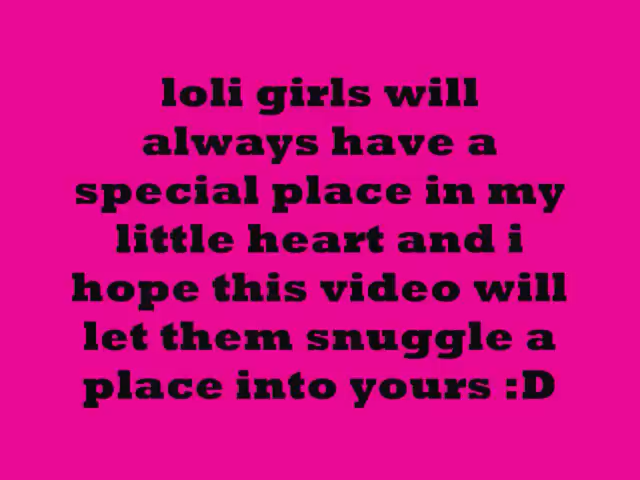 loli girls will
always have a
special place in my
little heart and i
hope this video will
let them snuggle a
place into yours :D